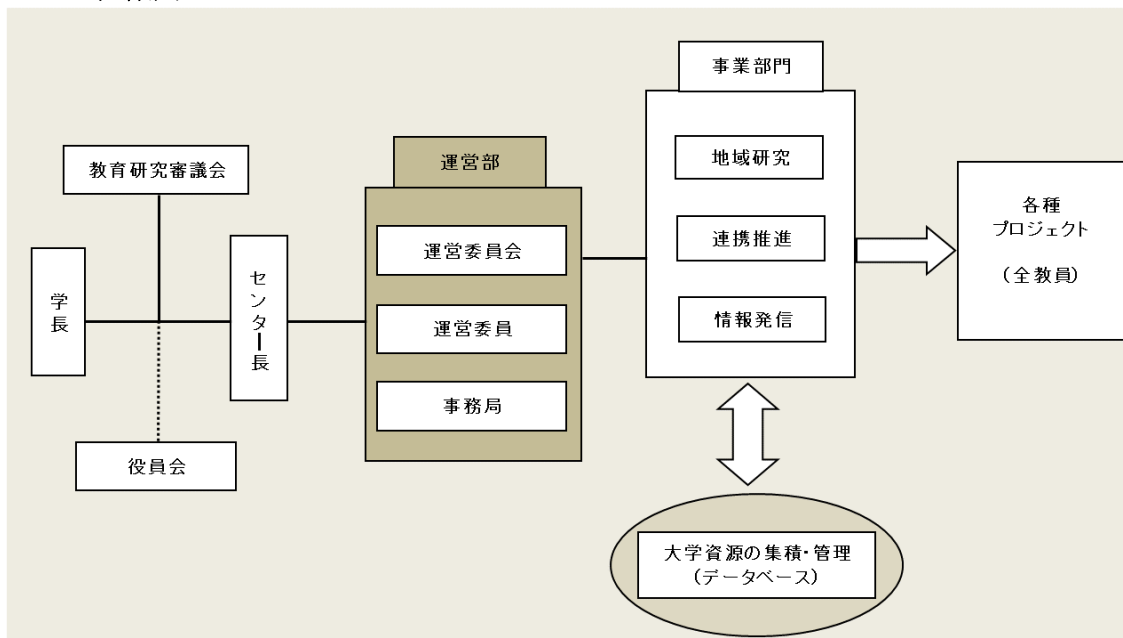 教育研究審議会
学長
センター長
役員会
運営部
運営委員会
運営委員
事務局
事業部門
地域研究
連携推進
情報発信
各種
プロジェクト
（全教員）
大学資源の集積・管理
（データベース）